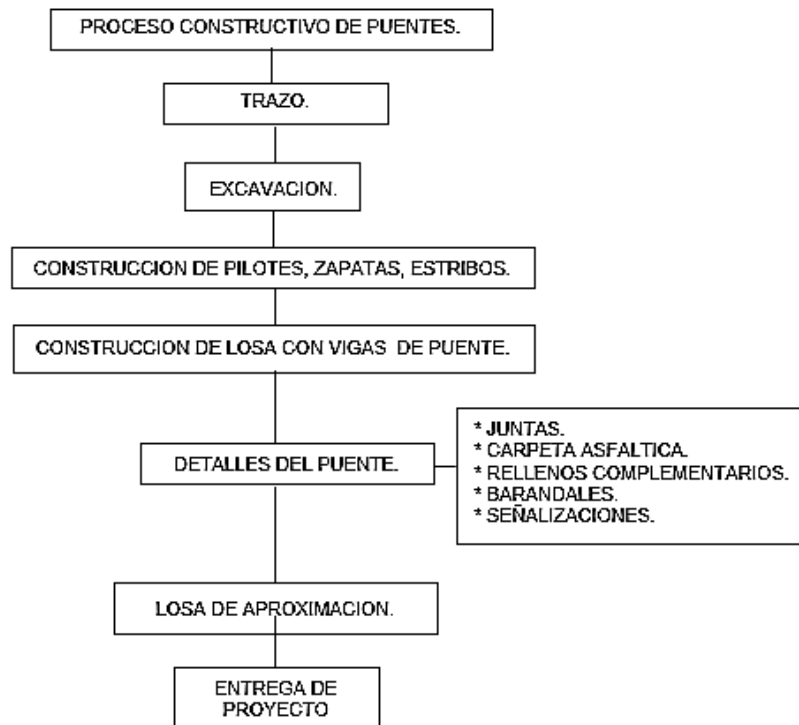 PROCESO CONSTRUCTIVO DE PUENTES.
TRAZO.
EXCAVACION.
CONSTRUCCION DE PILOTES, ZAPATAS, ESTRIBOS.
CONSTRUCCION DE LOSA CON VIGAS DE PUENTE.
DETALLES DEL PUENTE.
* JUNTAS.
* CARPETA ASFALTICA.
* RELLENOS COMPLEMENTARIOS.
* BARANDALES.
* SEÑALIZACIONES.
LOSA DE APROXIMACION.
ENTREGA DE
PROYECTO